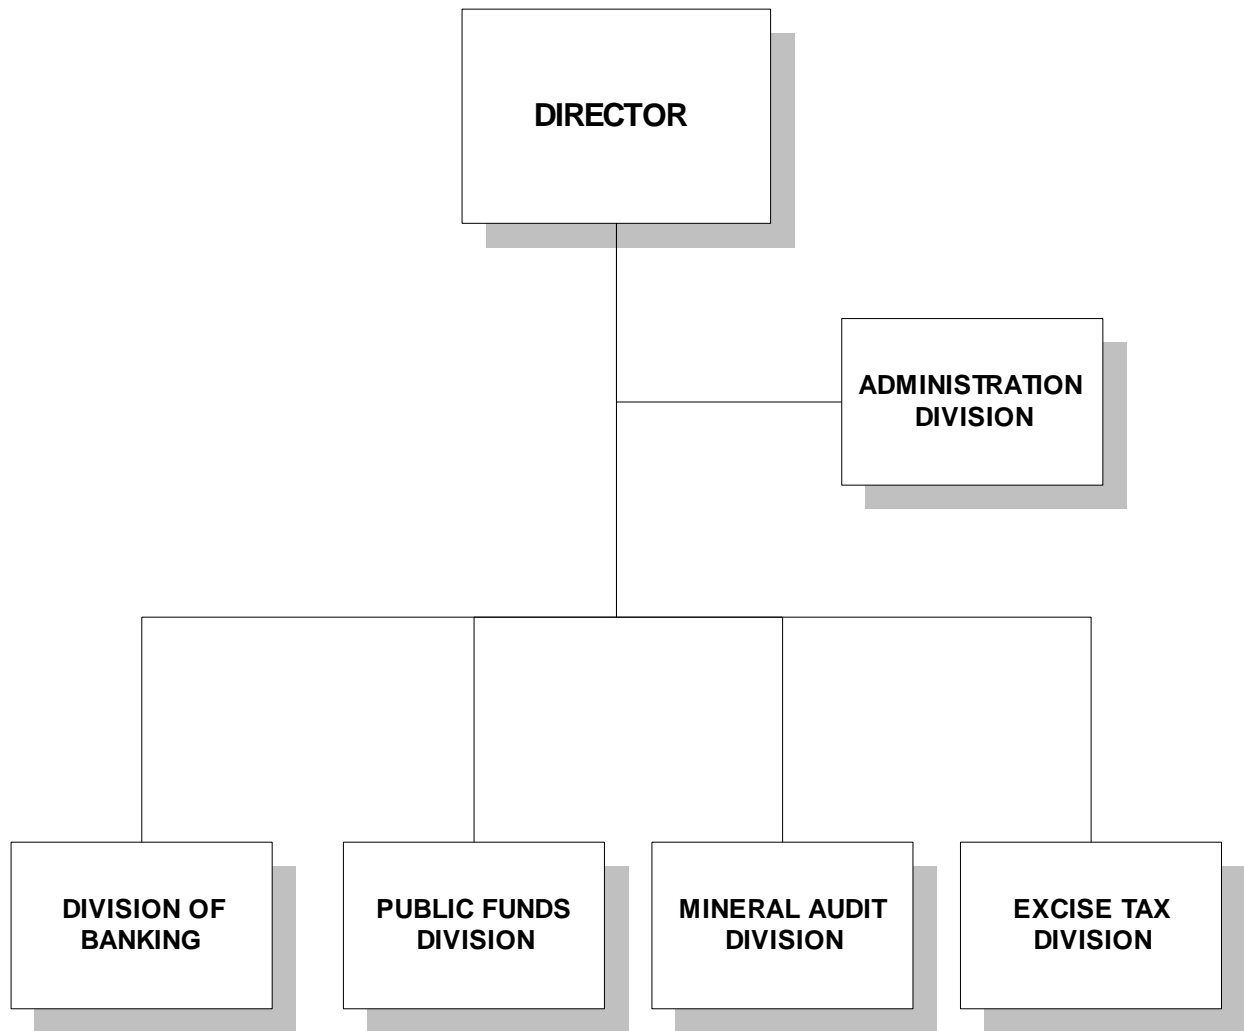 DIRECTOR
ADMINISTRATION
DIVISION
DIVISION OF
BANKING
PUBLIC FUNDS
DIVISION
MINERAL AUDIT
DIVISION
EXCISE TAX
DIVISION